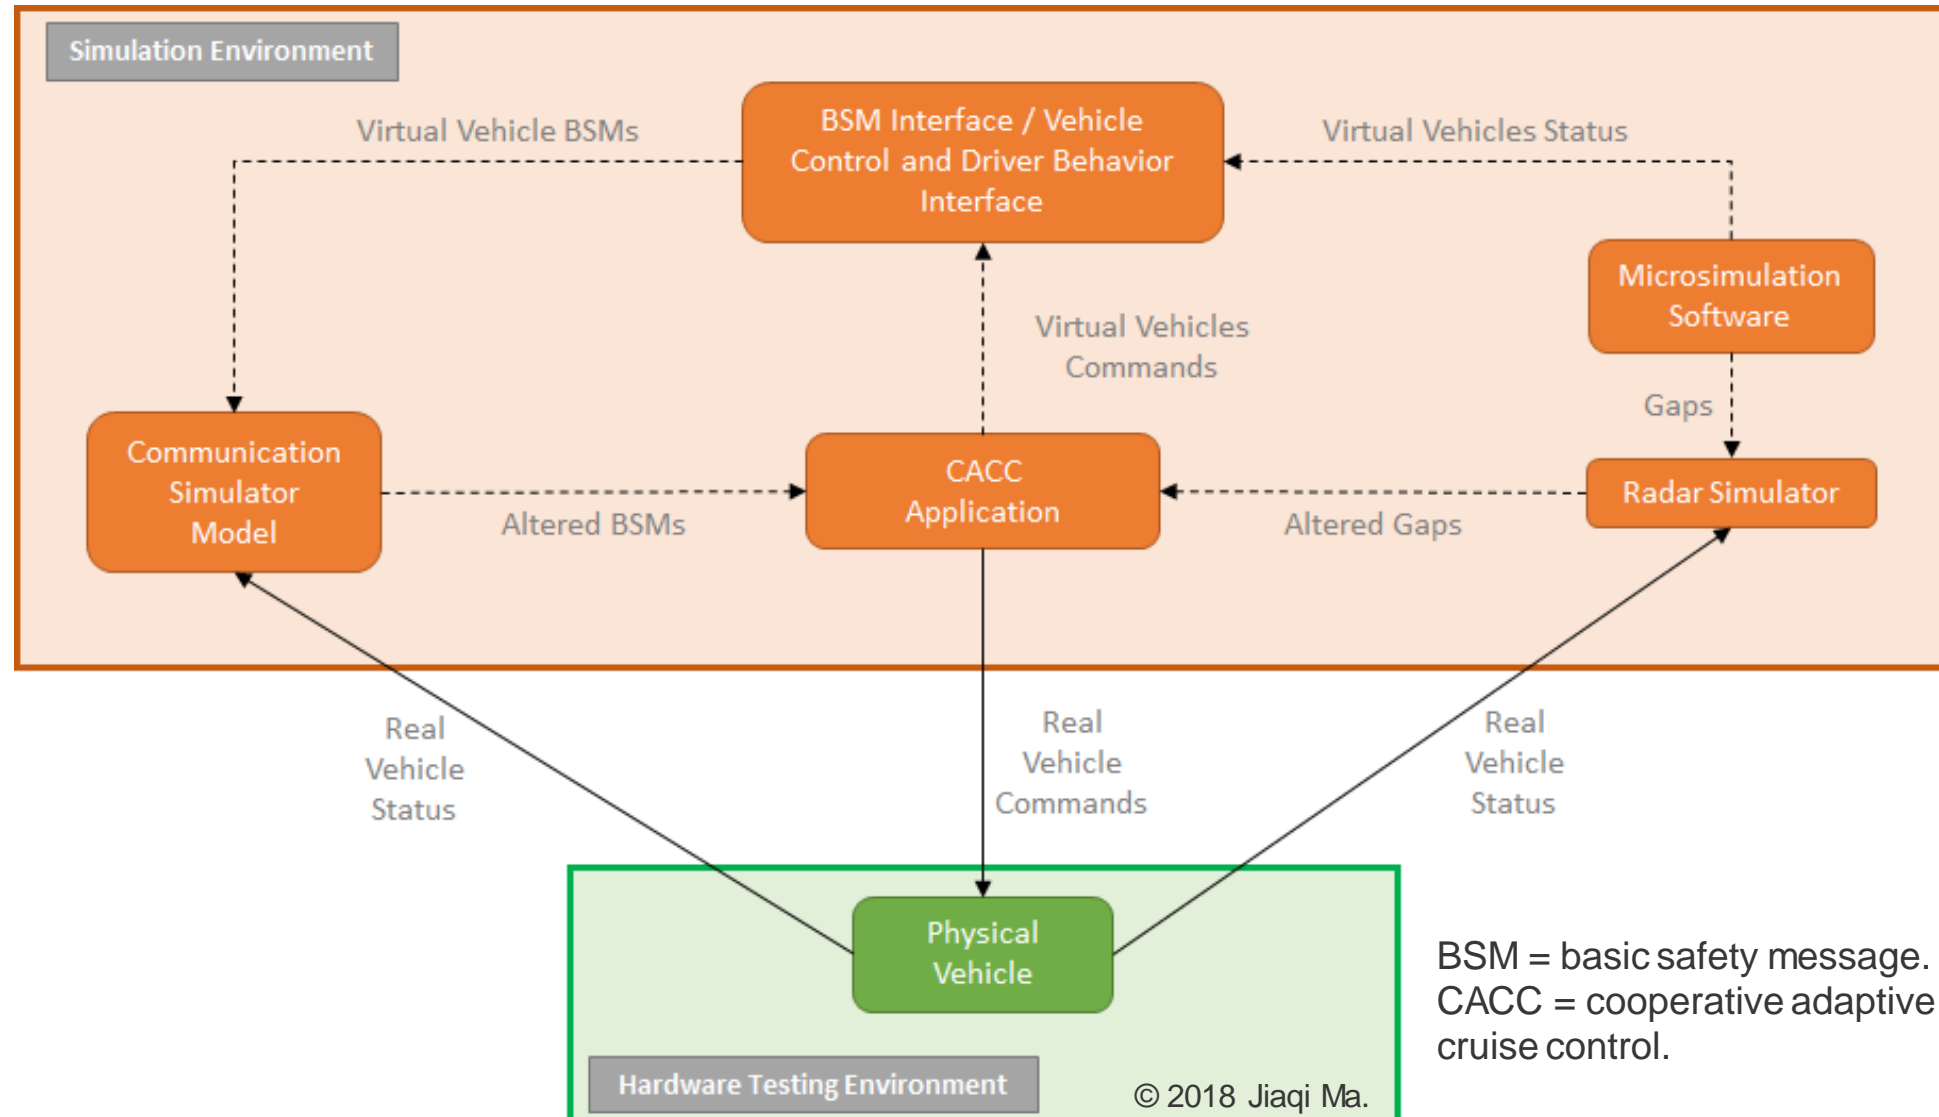 Simulation Environment
Virtual Vehicle BSMs
BSM Interface / Vehicle
Control and Driver Behavior
Interface
Virtual Vehicles Status
Microsimulation
Software
Virtual Vehicles
Commands
Gaps
Communication
Simulator
Model
Altered BSMs
CACC
Application
Altered Gaps
Radar Simulator
Real
Vehicle
Status
Real
Vehicle
Commands
Real
Vehicle
Status
Physical
Vehicle
Hardware Testing Environment
© 2018 Jiaqi Ma.
BSM = basic safety message.
CACC = cooperative adaptive
cruise control.